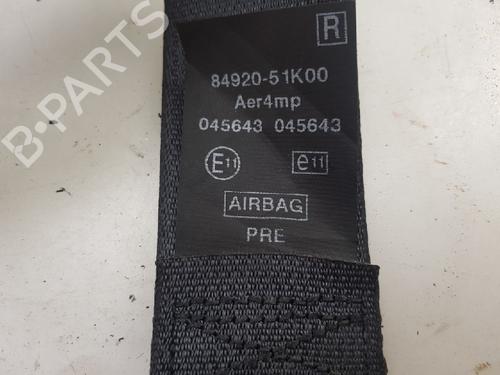 R
84920-51K00
Aer4mp
045643 045643
E11 e11
AIRBAG
PRE
B-PARTS